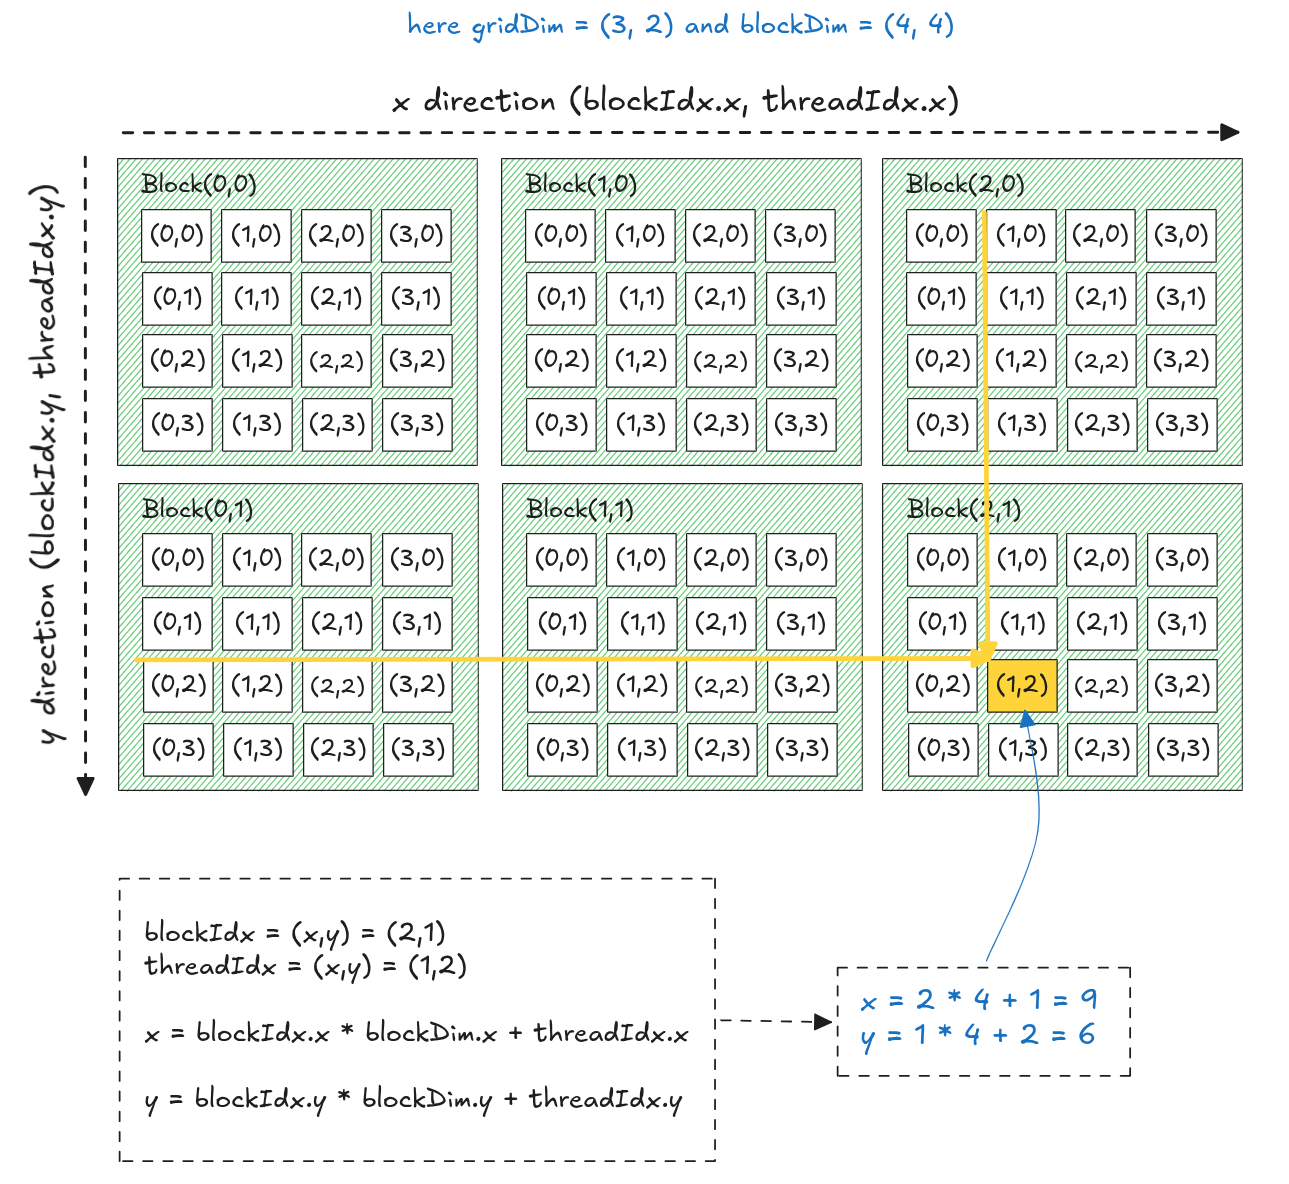 here gridDim = (3, 2) and blockDim = (4, 4)
x direction (blockIdx.x, threadIdx.x)
y direction (blockIdx.y, threadIdx.y)
Block(0,0) Block(1,0) Block(2,0)
(0,0) (1,0) (2,0) (3,0) (0,0) (1,0) (2,0) (3,0) (0,0) (1,0) (2,0) (3,0)
(0,1) (1,1) (2,1) (3,1) (0,1) (1,1) (2,1) (3,1) (0,1) (1,1) (2,1) (3,1)
(0,2) (1,2) (2,2) (3,2) (0,2) (1,2) (2,2) (3,2) (0,2) (1,2) (2,2) (3,2)
(0,3) (1,3) (2,3) (3,3) (0,3) (1,3) (2,3) (3,3) (0,3) (1,3) (2,3) (3,3)
Block(0,1) Block(1,1) Block(2,1)
(0,0) (1,0) (2,0) (3,0) (0,0) (1,0) (2,0) (3,0) (0,0) (1,0) (2,0) (3,0)
(0,1) (1,1) (2,1) (3,1) (0,1) (1,1) (2,1) (3,1) (0,1) (1,1) (2,1) (3,1)
(0,2) (1,2) (2,2) (3,2) (0,2) (1,2) (2,2) (3,2) (0,2) (1,2) (2,2) (3,2)
(0,3) (1,3) (2,3) (3,3) (0,3) (1,3) (2,3) (3,3) (0,3) (1,3) (2,3) (3,3)
blockIdx = (x,y) = (2,1)
threadIdx = (x,y) = (1,2)
x = blockIdx.x * blockDim.x + threadIdx.x
y = blockIdx.y * blockDim.y + threadIdx.y
x = 2 * 4 + 1 = 9
y = 1 * 4 + 2 = 6